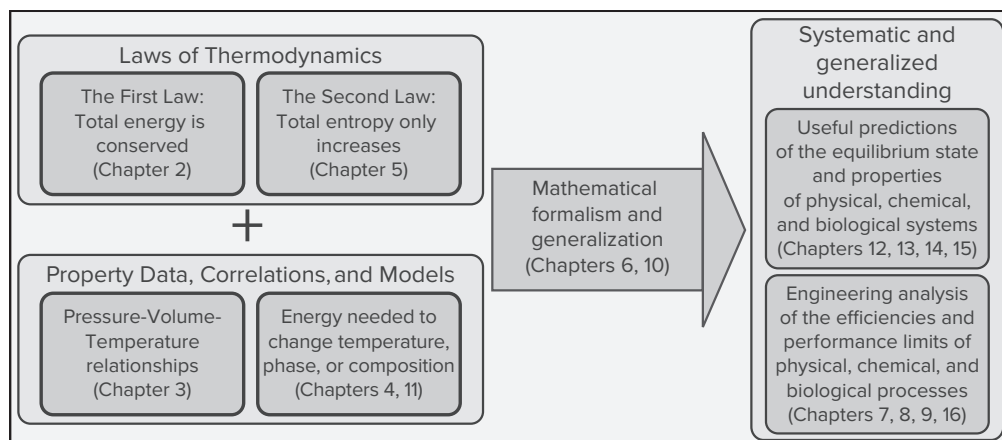 Laws of Thermodynamics
The First Law:
Total energy is
conserved
(Chapter 2)
The Second Law:
Total entropy only
increases
(Chapter 5)
+
Property Data, Correlations, and Models
Pressure-Volume-
Temperature
relationships
(Chapter 3)
Energy needed to
change temperature,
phase, or composition
(Chapters 4, 11)
Mathematical
formalism and
generalization
(Chapters 6, 10)
Systematic and
generalized
understanding
Useful predictions
of the equilibrium state
and properties
of physical, chemical,
and biological systems
(Chapters 12, 13, 14, 15)
Engineering analysis
of the efficiencies and
performance limits of
physical, chemical, and
biological processes
(Chapters 7, 8, 9, 16)